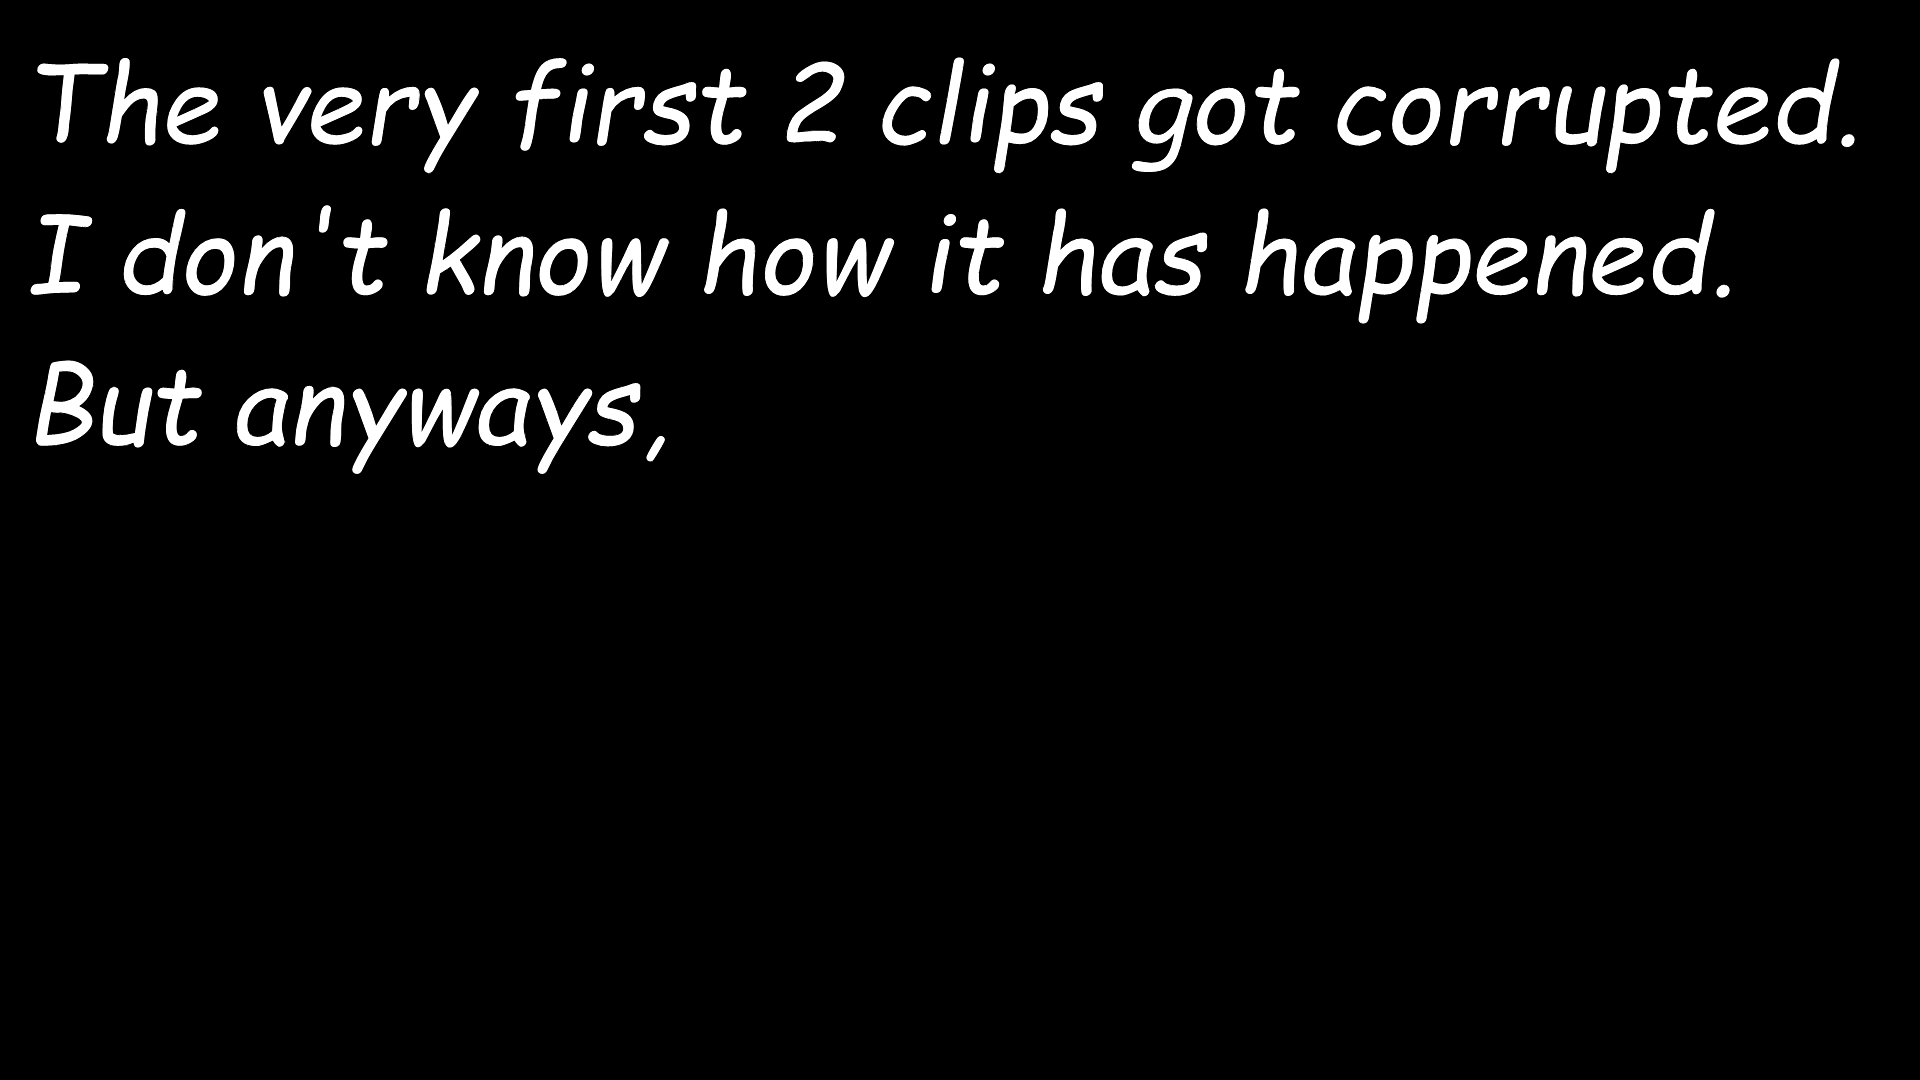 The very first 2 clips got corrupted.
I don't know how it has happened.
But anyways,